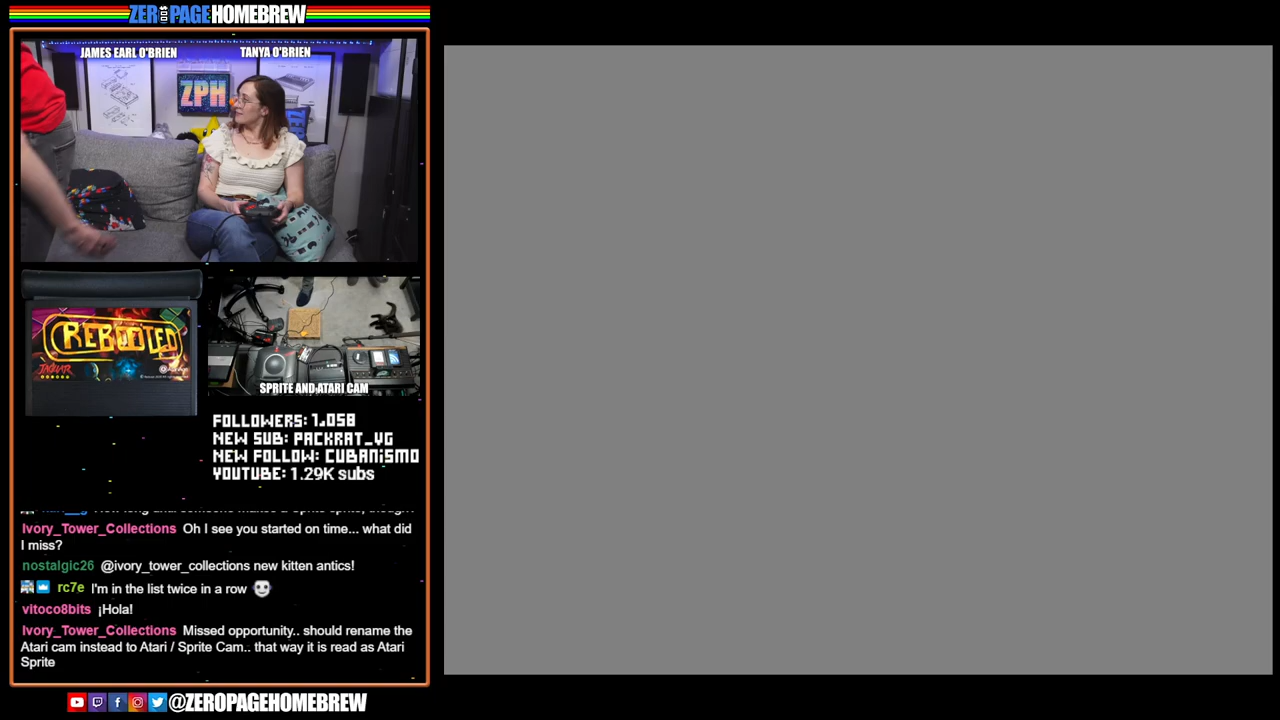 ZEROPAGEHOMEBREW
JAMES EARL O'BRIEN
TANYA O'BRIEN
ZPH
REBOOTED
JAGUAR
SPRITE AND ATARI CAM
FOLLOWERS: 1,058
NEW SUB: PACKRAT_VG
NEW FOLLOW: CUBANISMO
YOUTUBE: 1.29K subs
Ivory_Tower_Collections Oh I see you started on time... what did
I miss?
nostalgic26 @ivory_tower_collections new kitten antics!
rc7e I'm in the list twice in a row
vitoco8bits ¡Hola!
Ivory_Tower_Collections Missed opportunity.. should rename the
Atari cam instead to Atari / Sprite Cam.. that way it is read as Atari
Sprite
@ZEROPAGEHOMEBREW